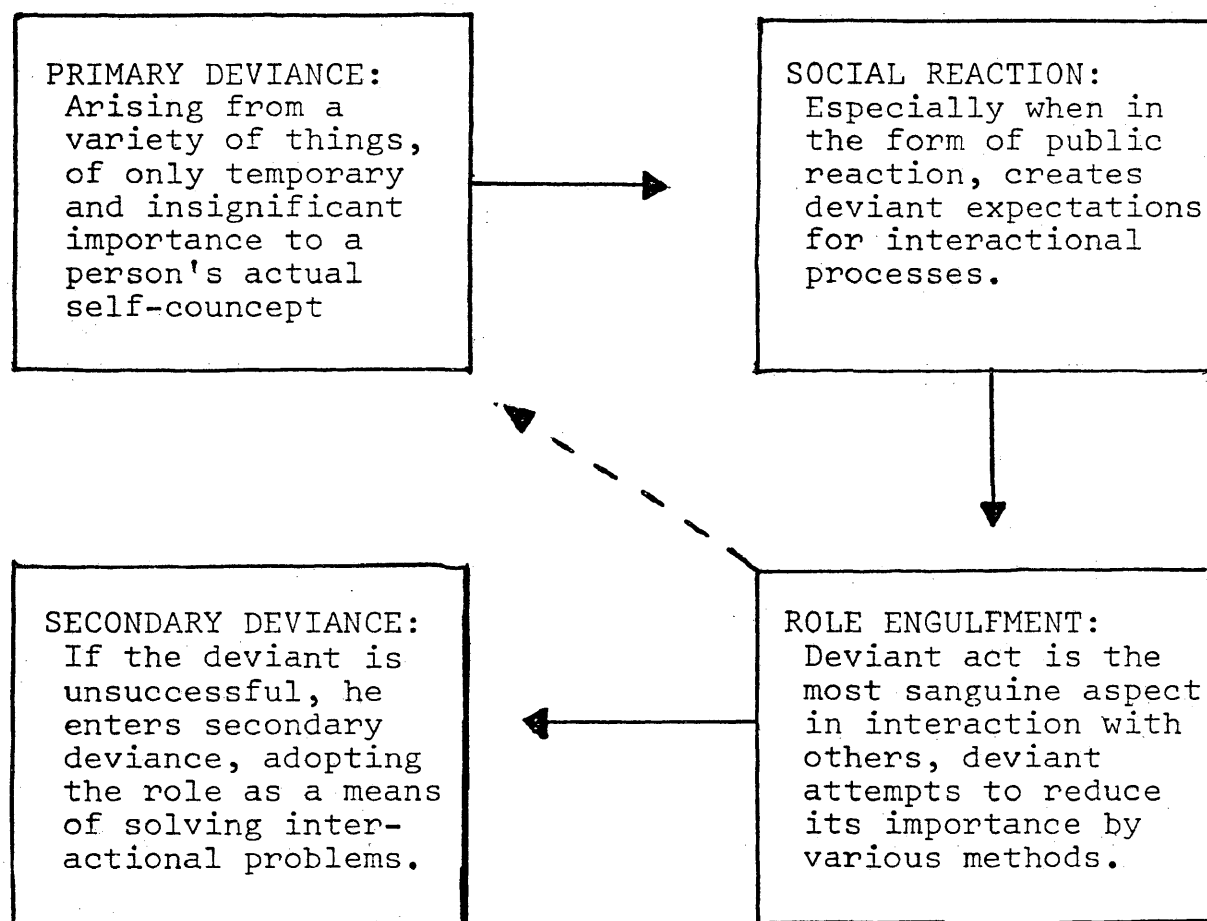 PRIMARY DEVIANCE:
Arising from a
variety of things,
of only temporary
and insignificant
importance to a
person's actual
self-councept
SOCIAL REACTION:
Especially when in
the form of public
reaction, creates
deviant expectations
for interactional
processes.
SECONDARY DEVIANCE:
If the deviant is
unsuccessful, he
enters secondary
deviance, adopting
the role as a means
of solving inter-
actional problems.
ROLE ENGULFMENT:
Deviant act is the
most sanguine aspect
in interaction with
others, deviant
attempts to reduce
its importance by
various methods.